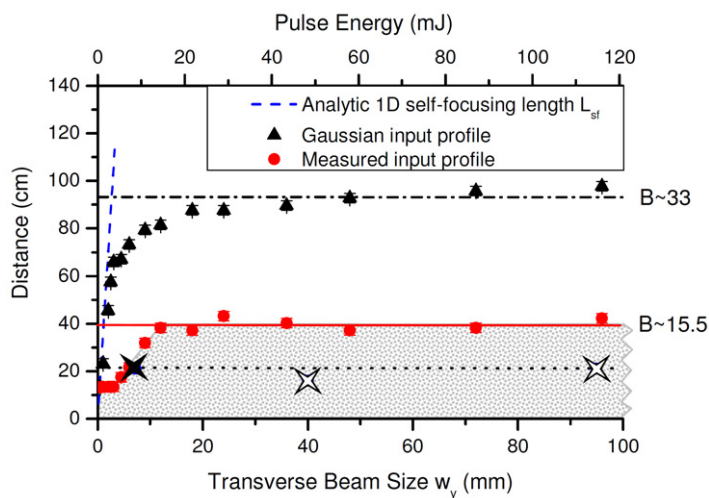 Pulse Energy (mJ)
0 20 40 60 80 100 120
140
120
100
80
60
40
20
0
Distance (cm)
Analytic 1D self-focusing length L_sf
Gaussian input profile
Measured input profile
B~33
B~15.5
0 20 40 60 80 100
Transverse Beam Size w_y (mm)